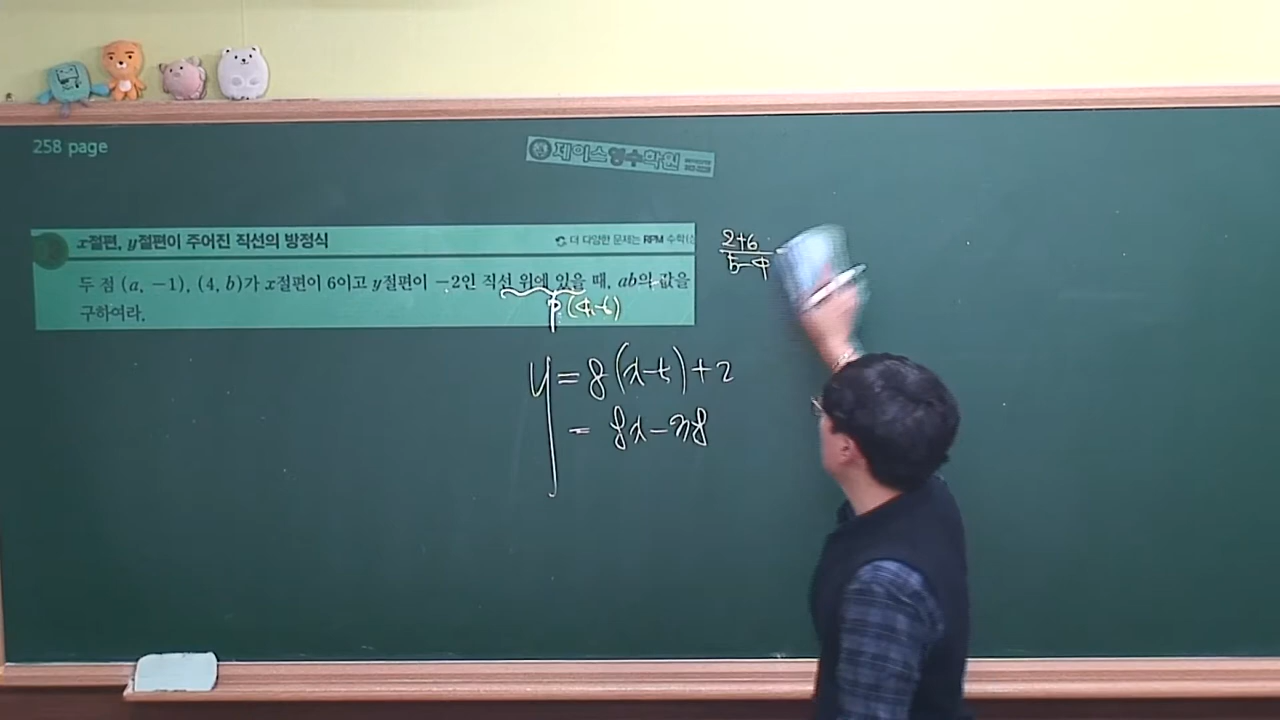 258 page
제이스영수학원
x절편, y절편이 주어진 직선의 방정식
더 다양한 문제는 RPM 수학(상
두 점 (a, −1), (4, b)가 x절편이 6이고 y절편이 −2인 직선 위에 있을 때, ab의 값을
구하여라.
P(4,-6)
2+6
5-4
y=8(x-5)+2
= 8x-38